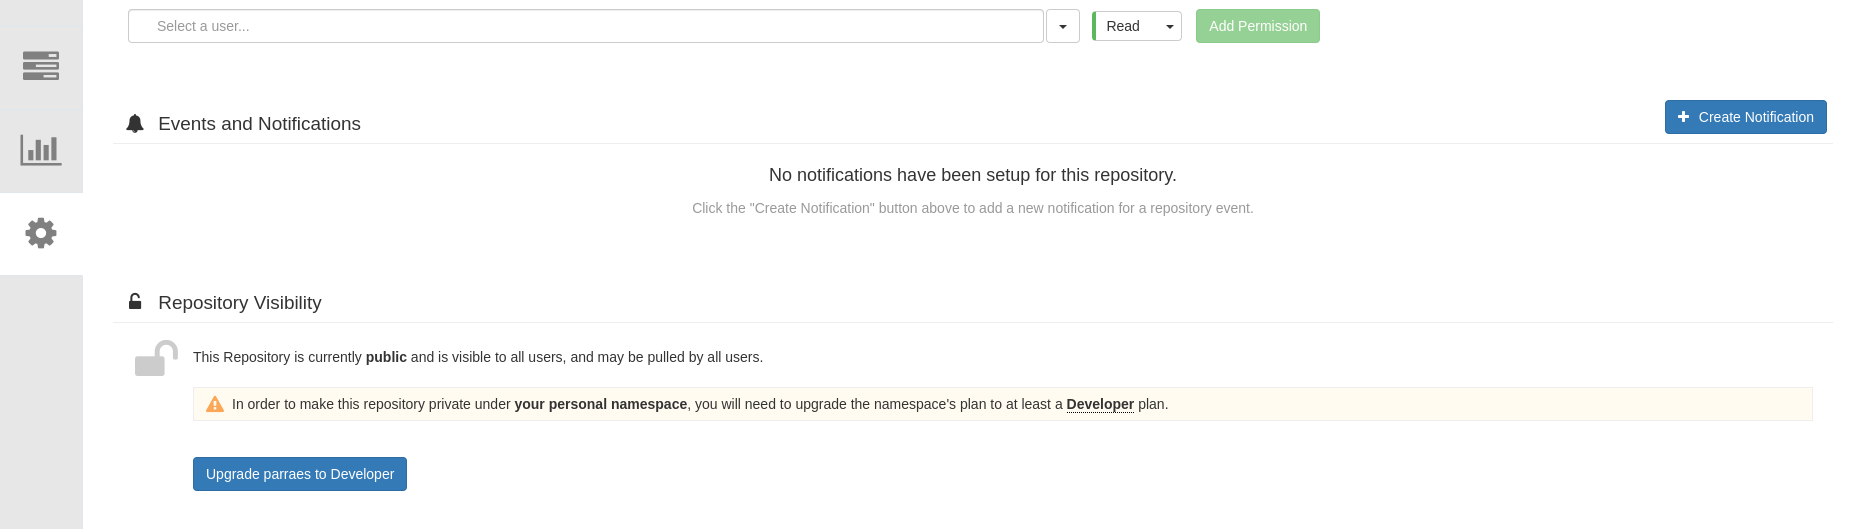 Select a user... Read Add Permission
Events and Notifications Create Notification
No notifications have been setup for this repository.
Click the "Create Notification" button above to add a new notification for a repository event.
Repository Visibility
This Repository is currently public and is visible to all users, and may be pulled by all users.
In order to make this repository private under your personal namespace, you will need to upgrade the namespace's plan to at least a Developer plan.
Upgrade parraes to Developer